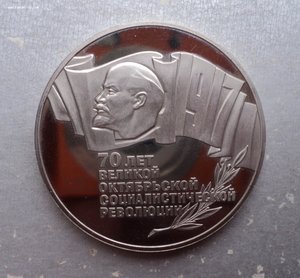 1917
70 ЛЕТ
ВЕЛИКОЙ
ОКТЯБРЬСКОЙ
СОЦИАЛИСТИЧЕСКОЙ
РЕВОЛЮЦИИ